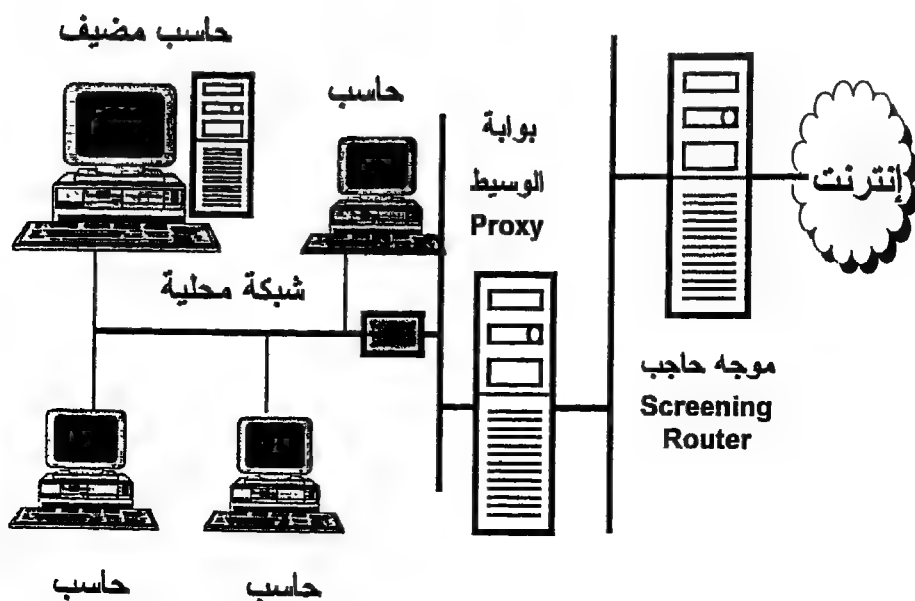 حاسب مضيف
حاسب
بوابة
الوسيط
Proxy
إنترنت
شبكة محلية
موجه حاجب
Screening
Router
حاسب
حاسب